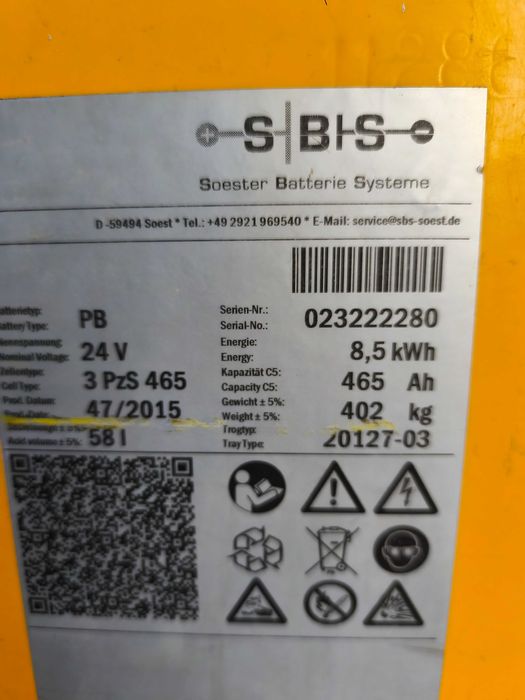 S BI-S
Soester Batterie Systeme
D-59494 Soest * Tel.: +49 2921 969540 * E-Mail: service@sbs-soest.de
Serien-Nr.:
Serial-No.: 023222280
Battery Type: PB
Energie:
Energy: 8,5 kWh
Nominal Voltage: 24 V
Kapazität C5:
Capacity C5: 465 Ah
Cell Type: 3 PzS 465
Gewicht ± 5%:
Weight ± 5%: 402 kg
Prod. Datum:
Prod.-Date: 47/2015
Trogtyp:
Tray Type: 20127-03
Acid volume ± 5%: 58 l